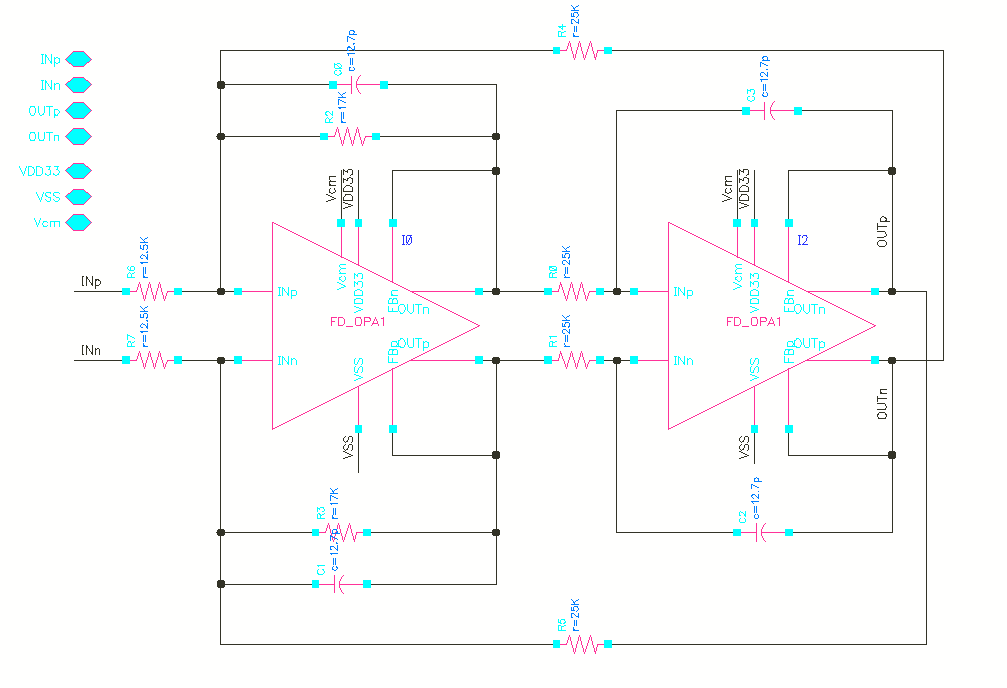 R4
r=25K
INp
INn
OUTp
OUTn
VDD33
VSS
Vcm
C0
c=12.7p
R2
r=17K
C3
c=12.7p
Vcm
VDD33
I0
Vcm
VDD33
I2
OUTp
INp
R6
r=12.5K
INp
Vcm
VDD33
FBn
OUTn
R0
r=25K
INp
Vcm
VDD33
FBn
OUTn
FD_OPA1
FD_OPA1
INn
R7
r=12.5K
INn
VSS
FBp
OUTp
R1
r=25K
INn
VSS
FBp
OUTp
OUTn
VSS
VSS
R3
r=17K
C1
c=12.7p
C2
c=12.7p
R5
r=25K